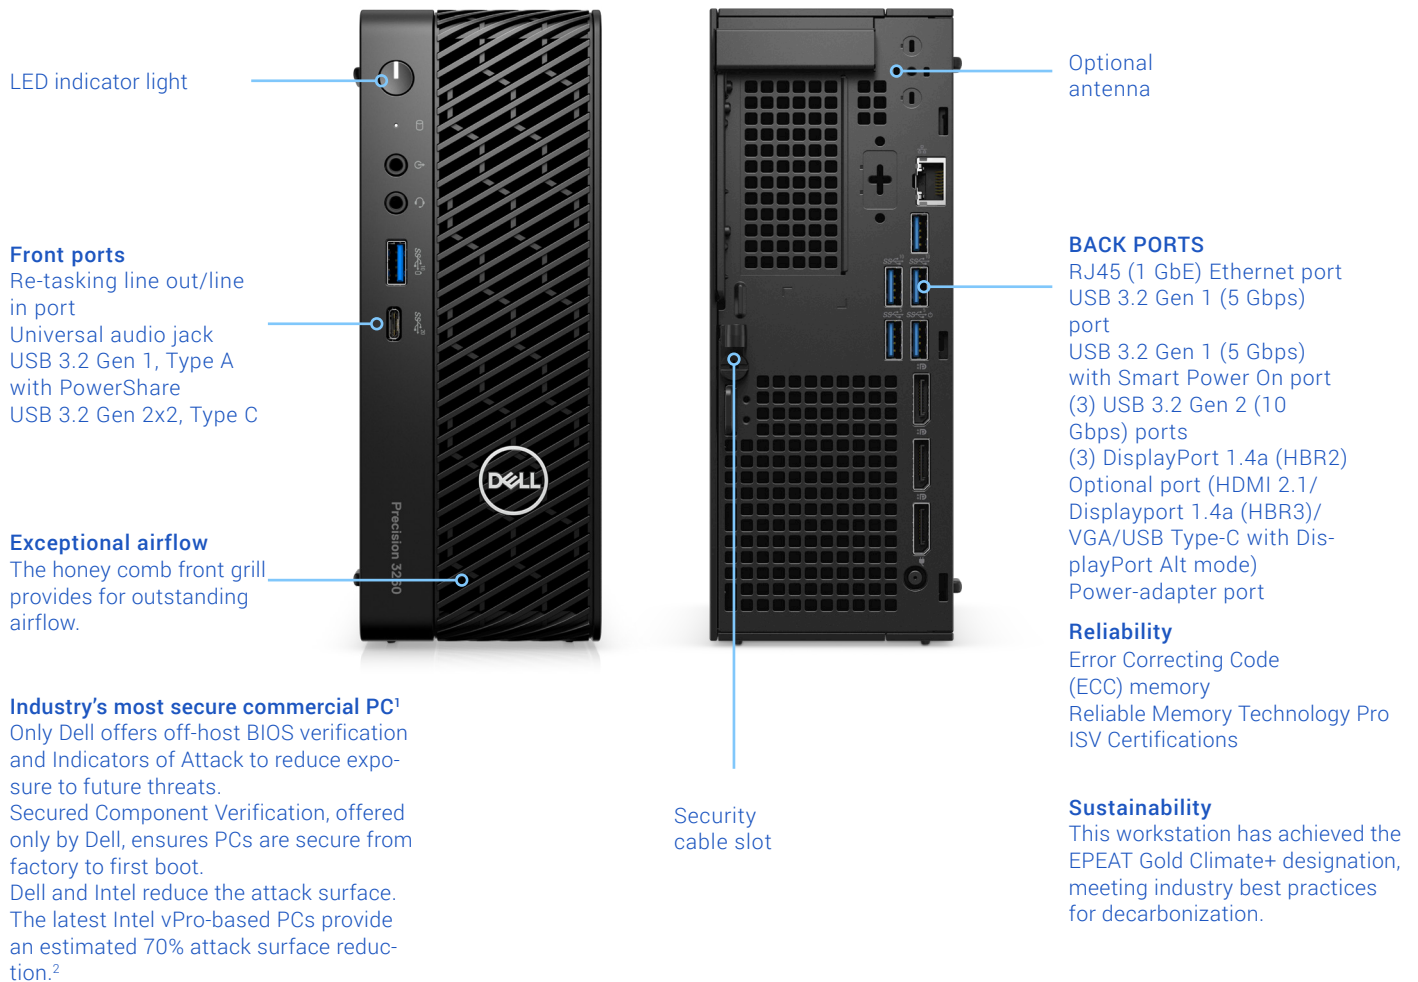 LED indicator light
Front ports
Re-tasking line out/line
in port
Universal audio jack
USB 3.2 Gen 1, Type A
with PowerShare
USB 3.2 Gen 2x2, Type C
Exceptional airflow
The honey comb front grill
provides for outstanding
airflow.
Industry’s most secure commercial PC¹
Only Dell offers off-host BIOS verification
and Indicators of Attack to reduce expo-
sure to future threats.
Secured Component Verification, offered
only by Dell, ensures PCs are secure from
factory to first boot.
Dell and Intel reduce the attack surface.
The latest Intel vPro-based PCs provide
an estimated 70% attack surface reduc-
tion.²
DELL
Precision 3260
Security
cable slot
Optional
antenna
BACK PORTS
RJ45 (1 GbE) Ethernet port
USB 3.2 Gen 1 (5 Gbps)
port
USB 3.2 Gen 1 (5 Gbps)
with Smart Power On port
(3) USB 3.2 Gen 2 (10
Gbps) ports
(3) DisplayPort 1.4a (HBR2)
Optional port (HDMI 2.1/
Displayport 1.4a (HBR3)/
VGA/USB Type-C with Dis-
playPort Alt mode)
Power-adapter port
Reliability
Error Correcting Code
(ECC) memory
Reliable Memory Technology Pro
ISV Certifications
Sustainability
This workstation has achieved the
EPEAT Gold Climate+ designation,
meeting industry best practices
for decarbonization.